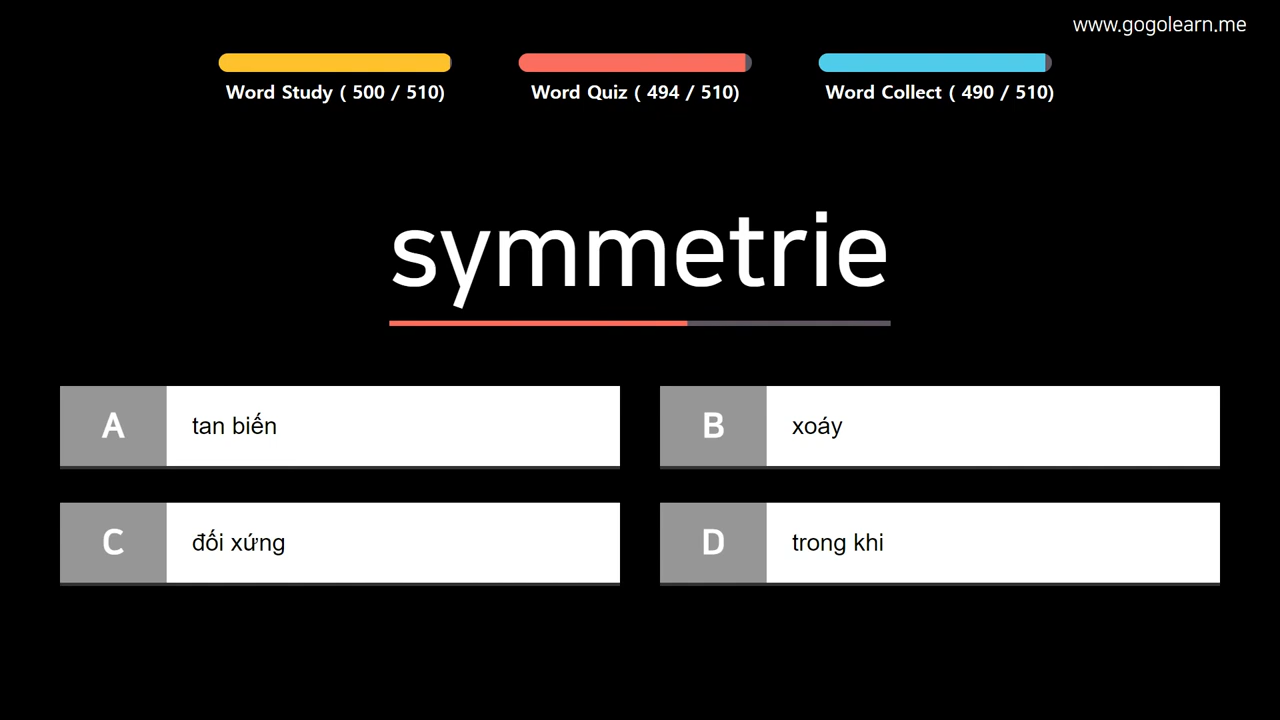 www.gogolearn.me
Word Study ( 500 / 510)
Word Quiz ( 494 / 510)
Word Collect ( 490 / 510)
symmetrie
A
tan biến
B
xoáy
C
đối xứng
D
trong khi